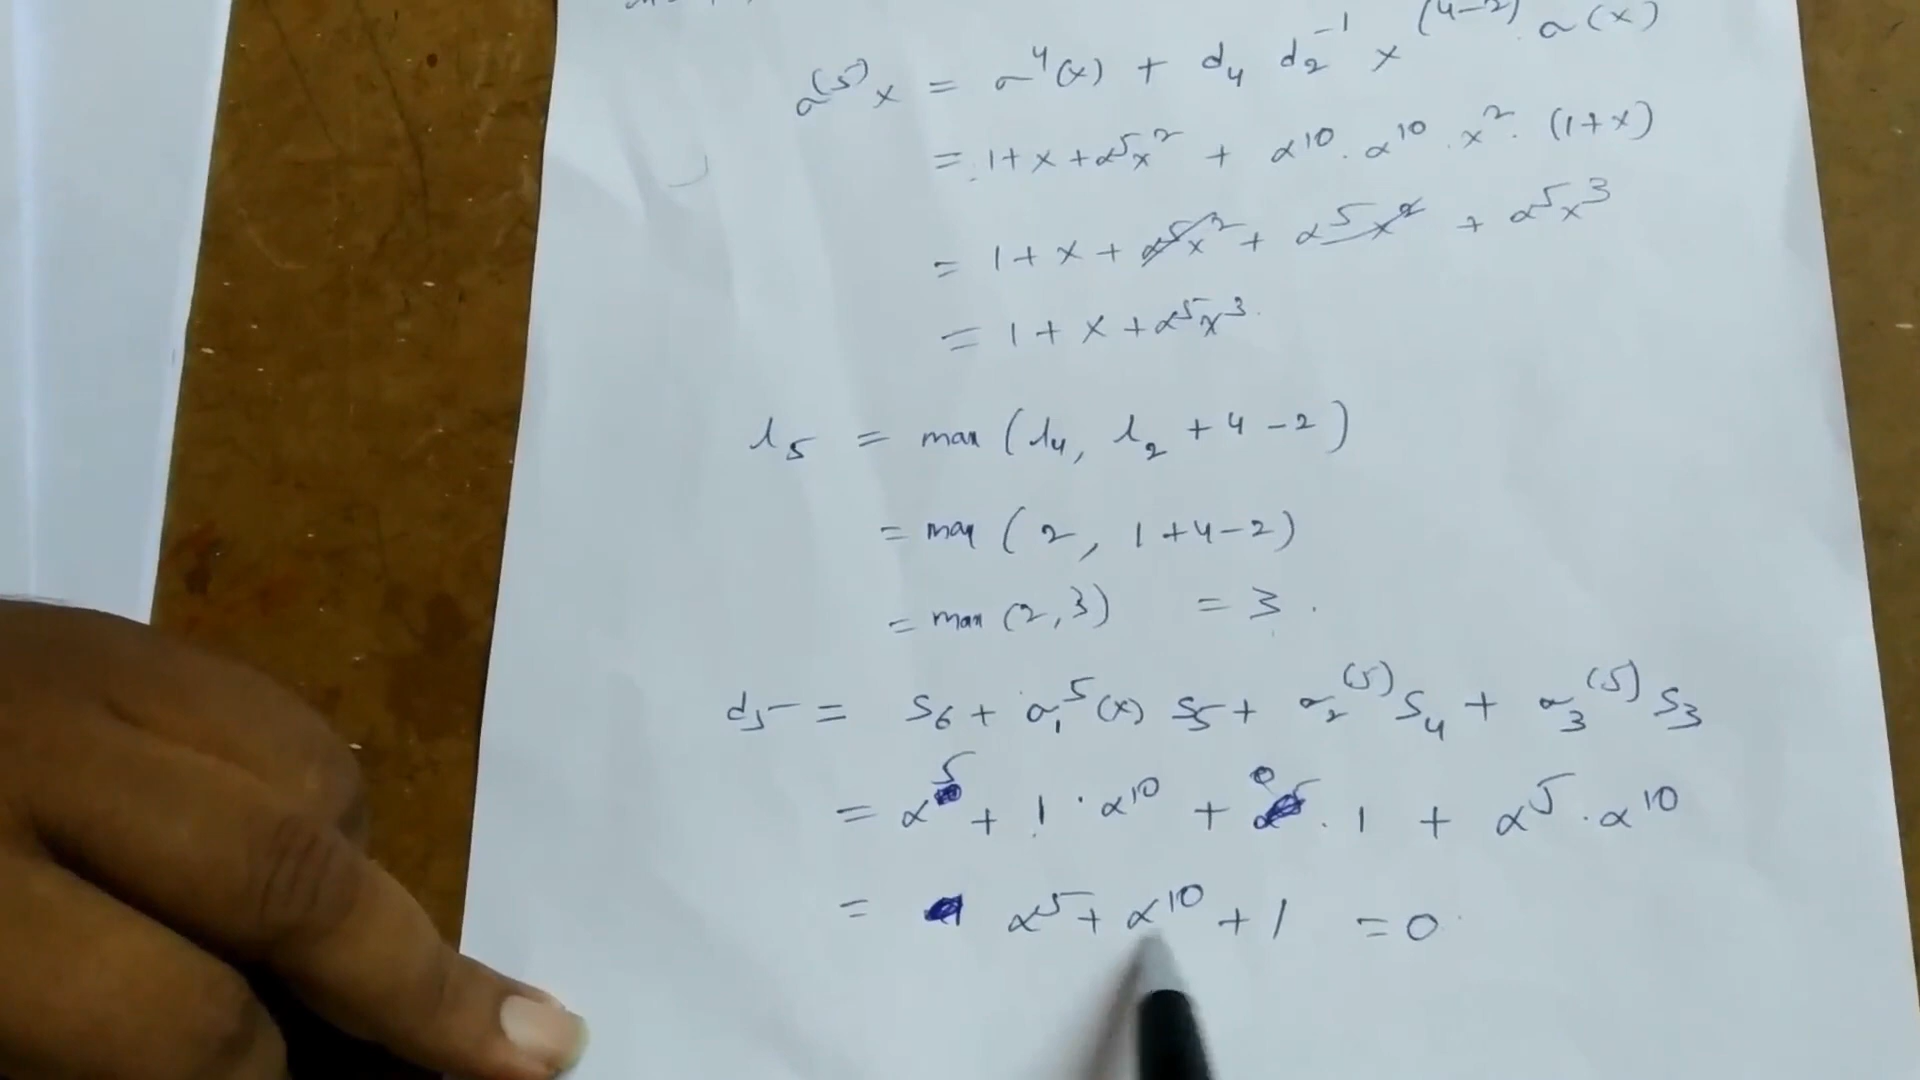 σ^(5) x = σ^4(x) + d_4 d_2^-1 x^(4-2) . σ(x)
= 1 + x + α^5x^2 + α^10 . α^10 . x^2 . (1+x)
= 1 + x + α^5x^2 + α^5x^2 + α^5x^3
= 1 + x + α^5x^3.
l_5 = max (l_4, l_2 + 4 - 2)
= max (2, 1+4-2)
= max (2,3) = 3.
d_5 = S_6 + σ_1^5(x) S_5 + σ_2^(5) S_4 + σ_3^(5) S_3
= α^5 + 1 . α^10 + 0 . 1 + α^5 . α^10
= α^5 + α^10 + 1 = 0